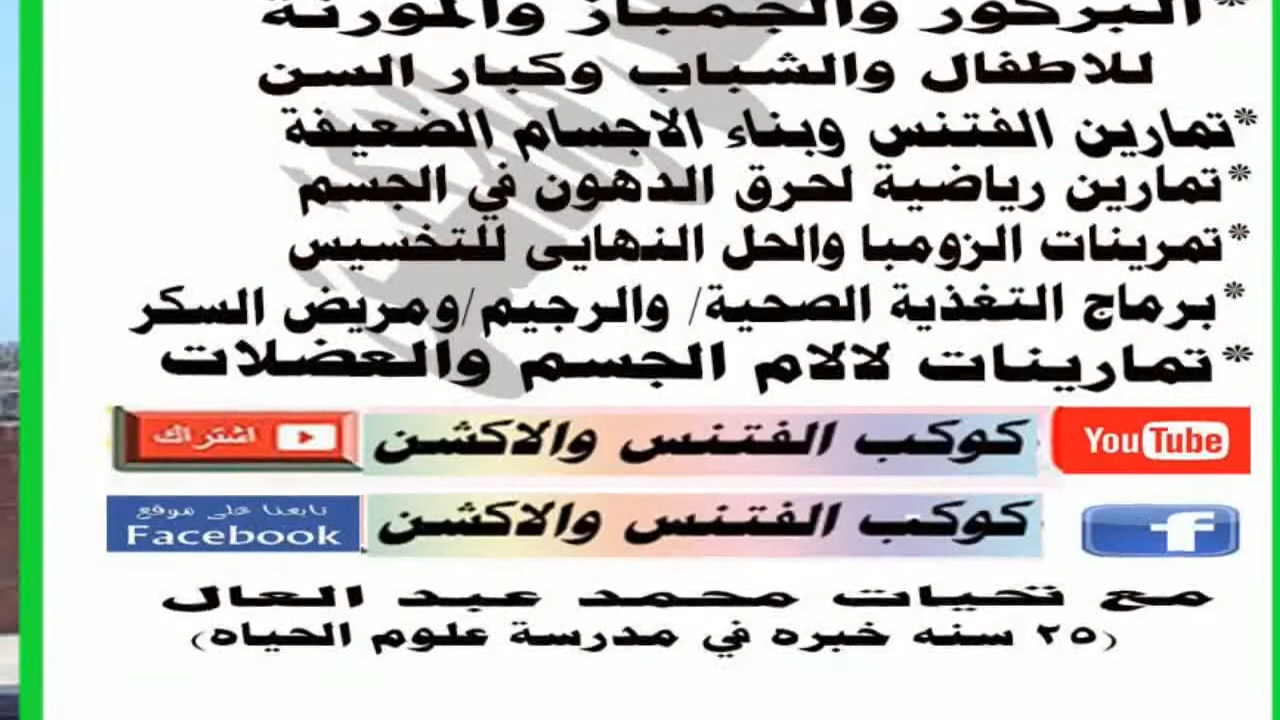 *البركور والجمباز والمورنة
للاطفال والشباب وكبار السن
*تمارين الفتنس وبناء الاجسام الضعيفة
*تمارين رياضية لحرق الدهون في الجسم
*تمرينات الزومبا والحل النهايى للتخسيس
*برماج التغذية الصحية/ والرجيم/ومريض السكر
*تمارينات لالام الجسم والعضلات
YouTube كوكب الفتنس والاكشن اشتراك
f كوكب الفتنس والاكشن تابعنا على موقع
Facebook
مع تحيات محمد عبد العال
(٢٥ سنه خبره في مدرسة علوم الحياه)